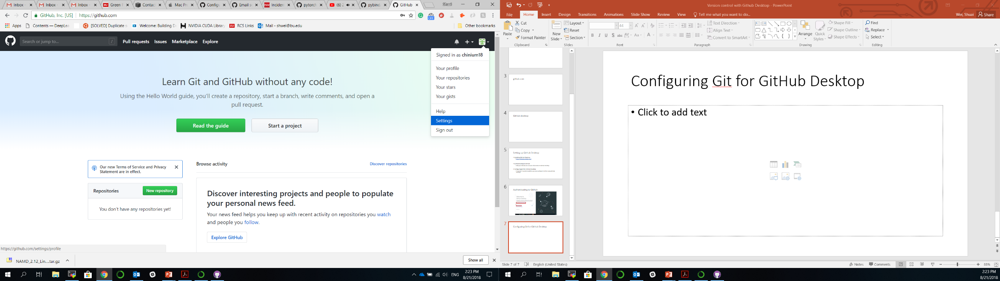 Inbox -
Inbox -
Inbox -
Green P
Contac
Mac Pr
Configu
Email s
Inciden
pytorch
(6) 2
pybind
GitHub
Shuai
GitHub, Inc. [US]
https://github.com
OFF
Apps
Contents — DeepLea
[SOLVED] Duplicate s
Welcome: Building De
NVIDIA CUDA Library
RCS Links
Mail - shwei@bu.edu
Other bookmarks
Search or jump to...
/
Pull requests
Issues
Marketplace
Explore
Signed in as chinium18
Your profile
Your repositories
Your stars
Your gists
Help
Settings
Sign out
Learn Git and GitHub without any code!
Using the Hello World guide, you'll create a repository, start a branch, write comments, and open a
pull request.
Read the guide
Start a project
Our new Terms of Service and Privacy
Statement are in effect.
Repositories
New repository
You don't have any repositories yet!
Browse activity
Discover repositories
Discover interesting projects and people to populate
your personal news feed.
Your news feed helps you keep up with recent activity on repositories you watch
and people you follow.
Explore GitHub
https://github.com/settings/profile
NAMD_2.12_Lin....tar.gz
Show all
ENG
2:23 PM
8/21/2018
Version control with Github Desktop - PowerPoint
File
Home
Insert
Design
Transitions
Animations
Slide Show
Review
View
Tell me what you want to do...
Wei, Shuai
Share
Paste
Cut
Copy
Format Painter
Clipboard
New
Slide
Layout
Reset
Section
Slides
44
B I U S abc AV Aa A
Font
Text Direction
Align Text
Convert to SmartArt
Paragraph
Arrange
Quick
Styles
Shape Fill
Shape Outline
Shape Effects
Drawing
Find
Replace
Select
Editing
3
github.com
4
GitHub desktop
5
Setting up GitHub Desktop
6
Authenticating to GitHub
7
Configuring Git for GitHub Desktop
Configuring Git for GitHub Desktop
• Click to add text
Slide 7 of 7
English (United States)
Notes
Comments
88%
2:23 PM
8/21/2018